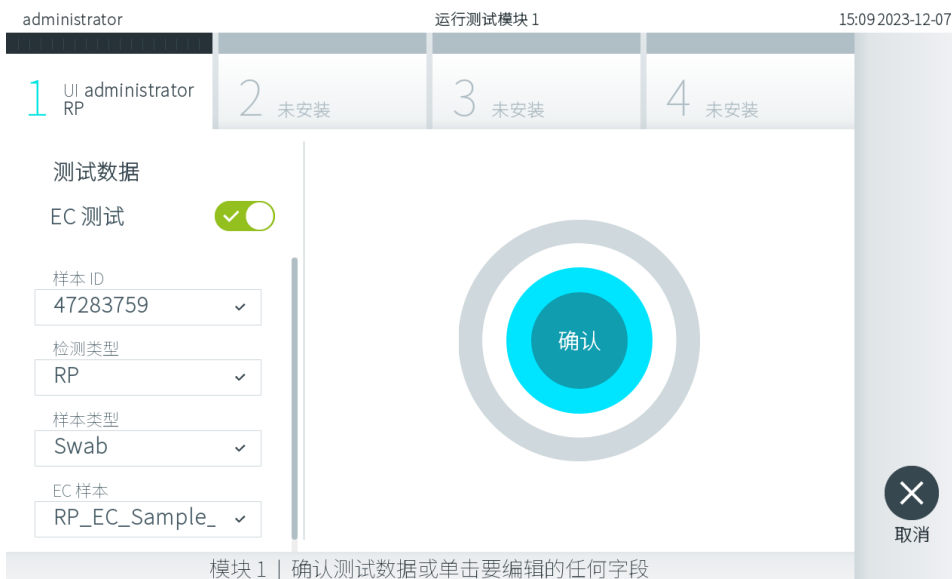 administrator
运行测试模块 1
15:09 2023-12-07
1
UI administrator
RP
2 未安装
3 未安装
4 未安装
测试数据
EC 测试
样本 ID
47283759
检测类型
RP
样本类型
Swab
EC 样本
RP_EC_Sample_
确认
取消
模块 1 | 确认测试数据或单击要编辑的任何字段